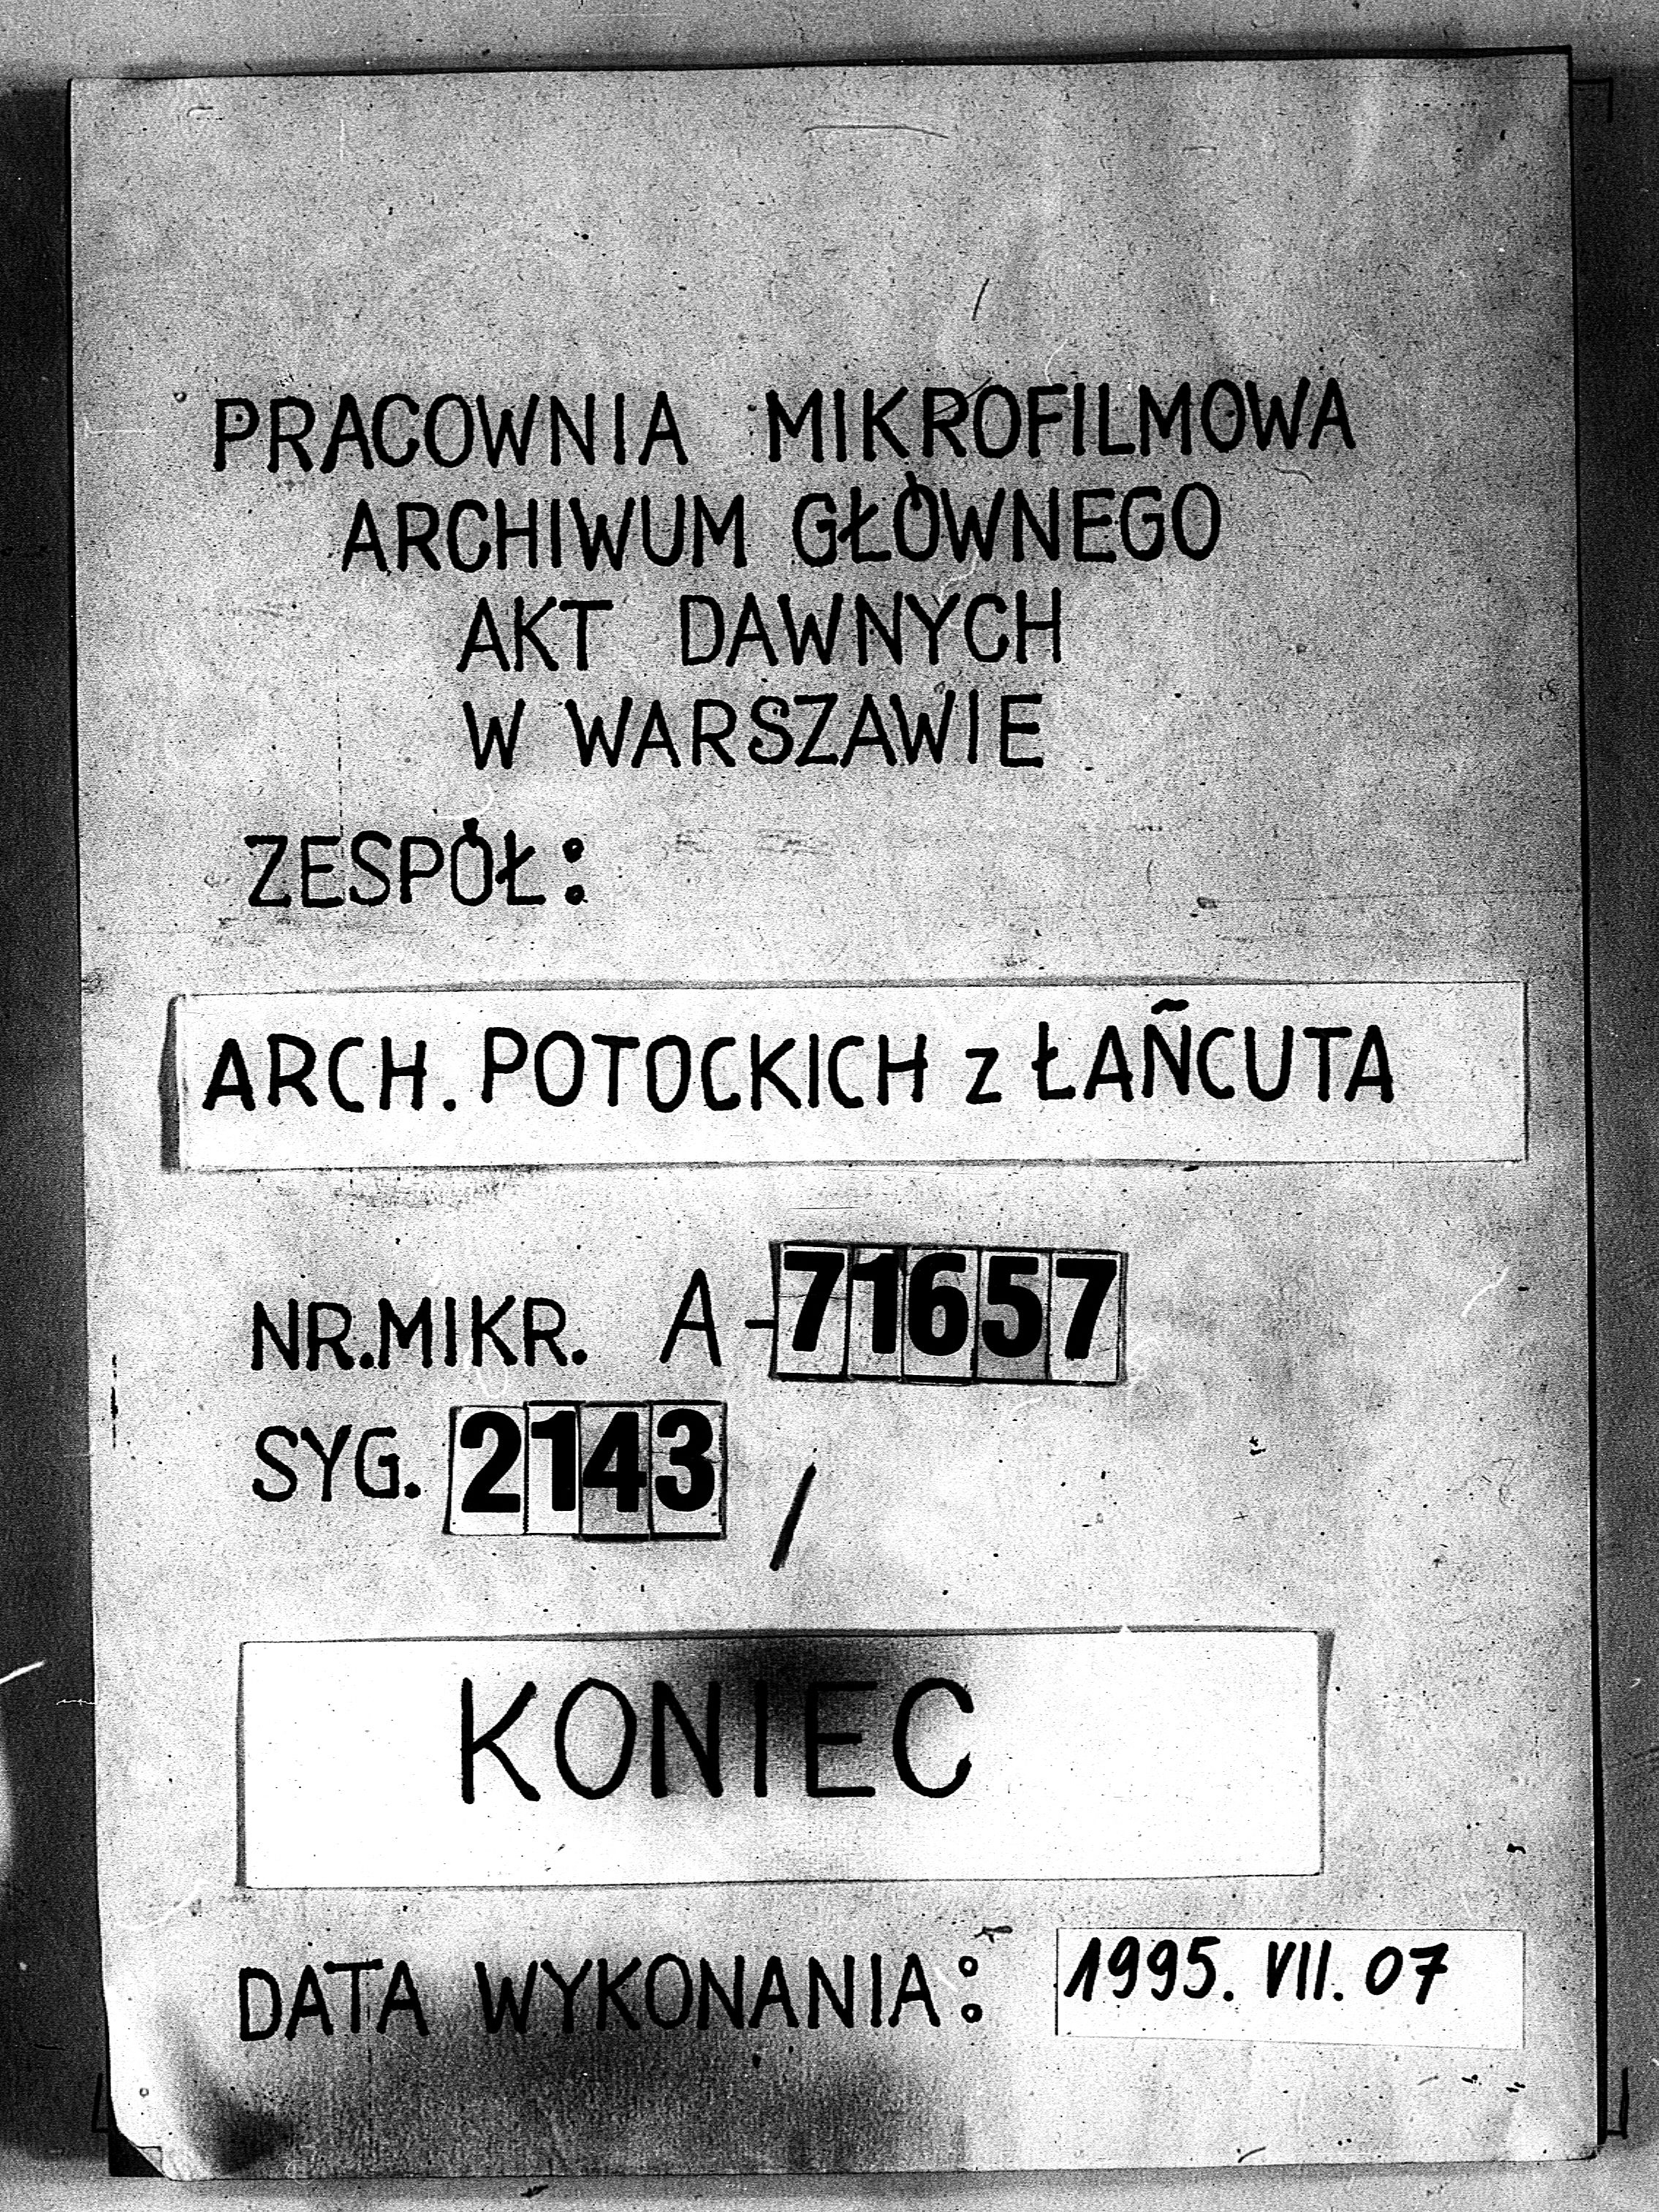 PRACOWNIA MIKROFILMOWA
ARCHIWUM GŁÓWNEGO
AKT DAWNYCH
W WARSZAWIE
ZESPÓŁ:
ARCH. POTOCKICH z ŁAŃCUTA
NR.MIKR. A-71657
SYG. 2143 /
KONIEC
DATA WYKONANIA: 1995. VII. 07